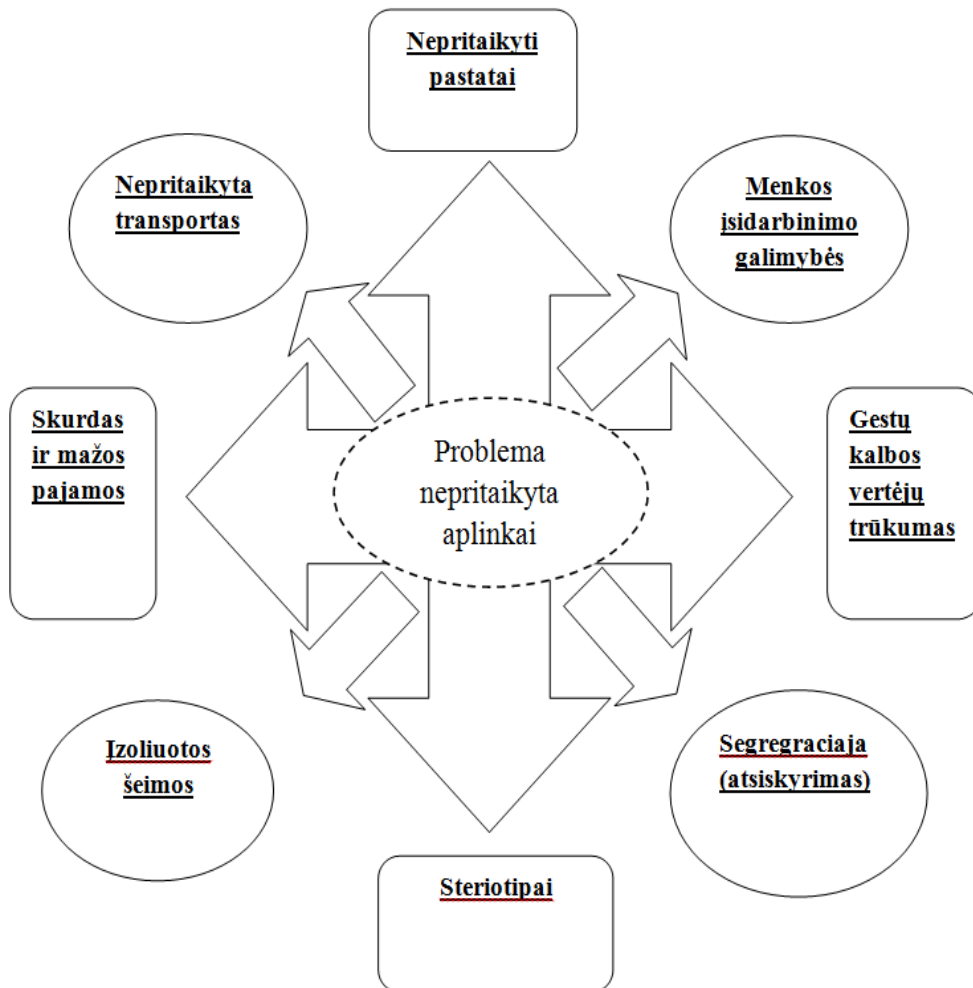 Nepritaikyti
pastatai
Nepritaikyta
transportas
Menkos
įsidarbinimo
galimybės
Skurdas
ir mažos
pajamos
Problema
nepritaikyta
aplinkai
Gestų
kalbos
vertėjų
trūkumas
Įzoliuotos
šeimos
Segregraciaja
(atsiskyrimas)
Steriotipai